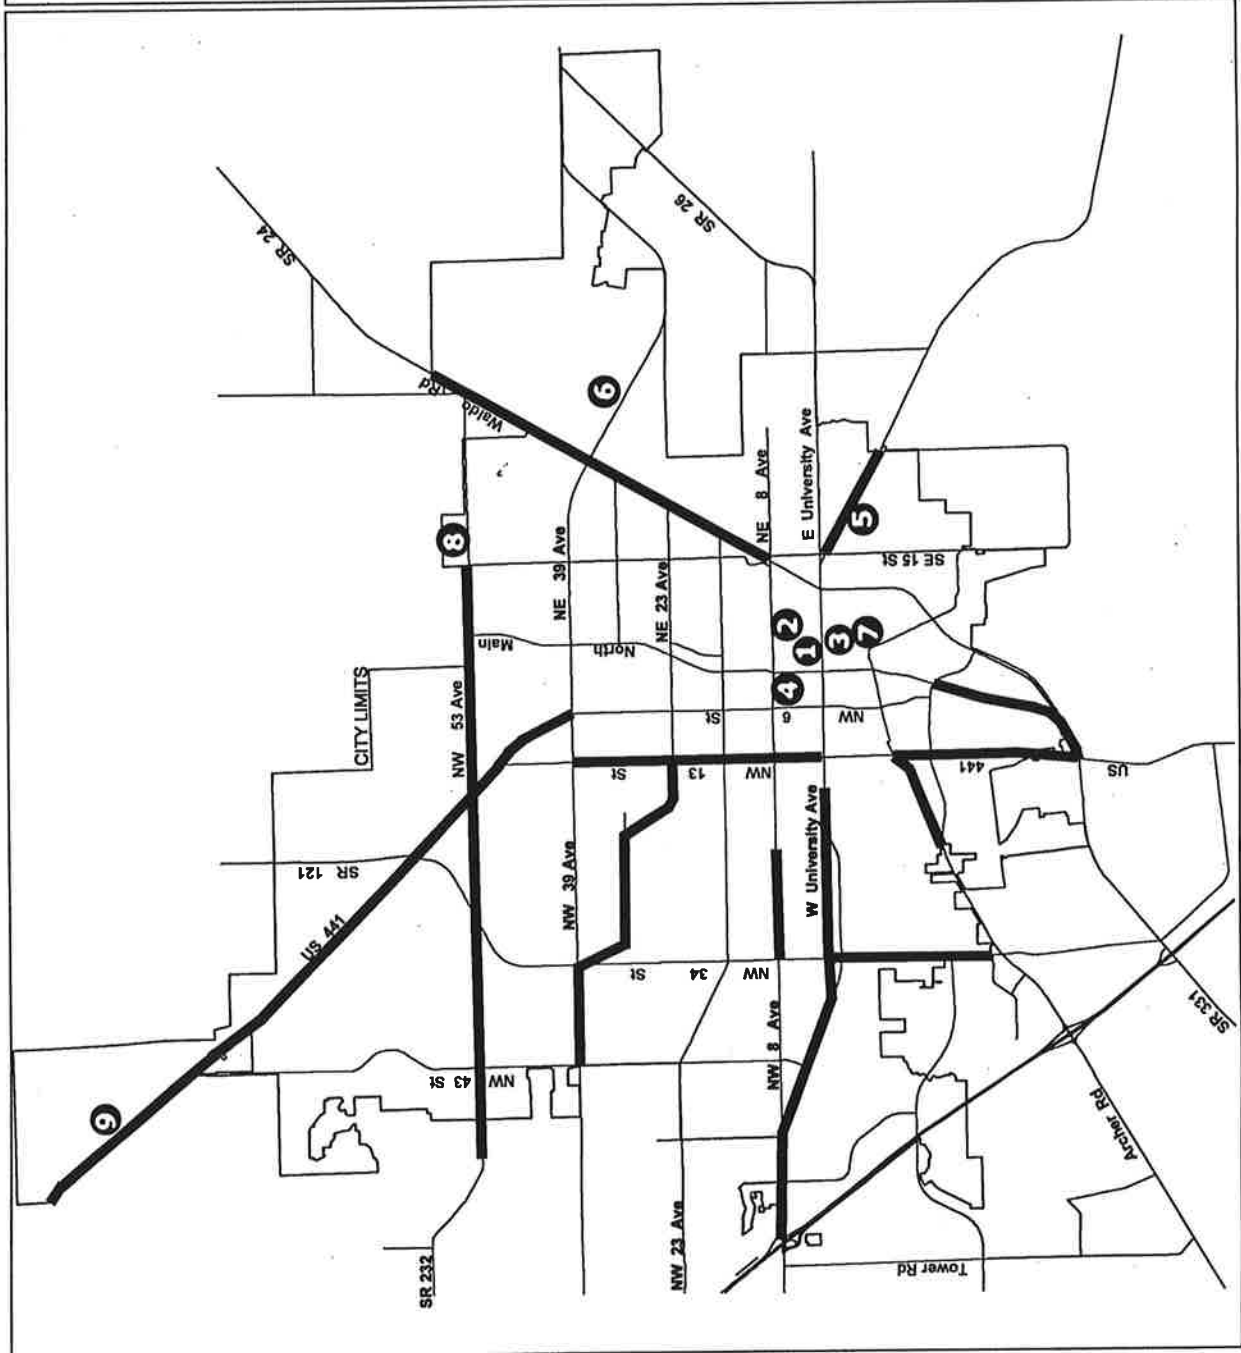 SR 24
SR 26
Waldo
Rd
6
8
NE 39 Ave
NE 23 Ave
NE 8 Ave
E University Ave
5
SE 15 St
Main
North
2
1
3
7
4
CITY LIMITS
NW 53 Ave
NW 6 St
NW 13 St
US 441
SR 121
US 441
NW 39 Ave
W University Ave
NW 34 St
NW 8 Ave
SR 331
NW 43 St
9
Archer Rd
SR 232
NW 23 Ave
Tower Rd